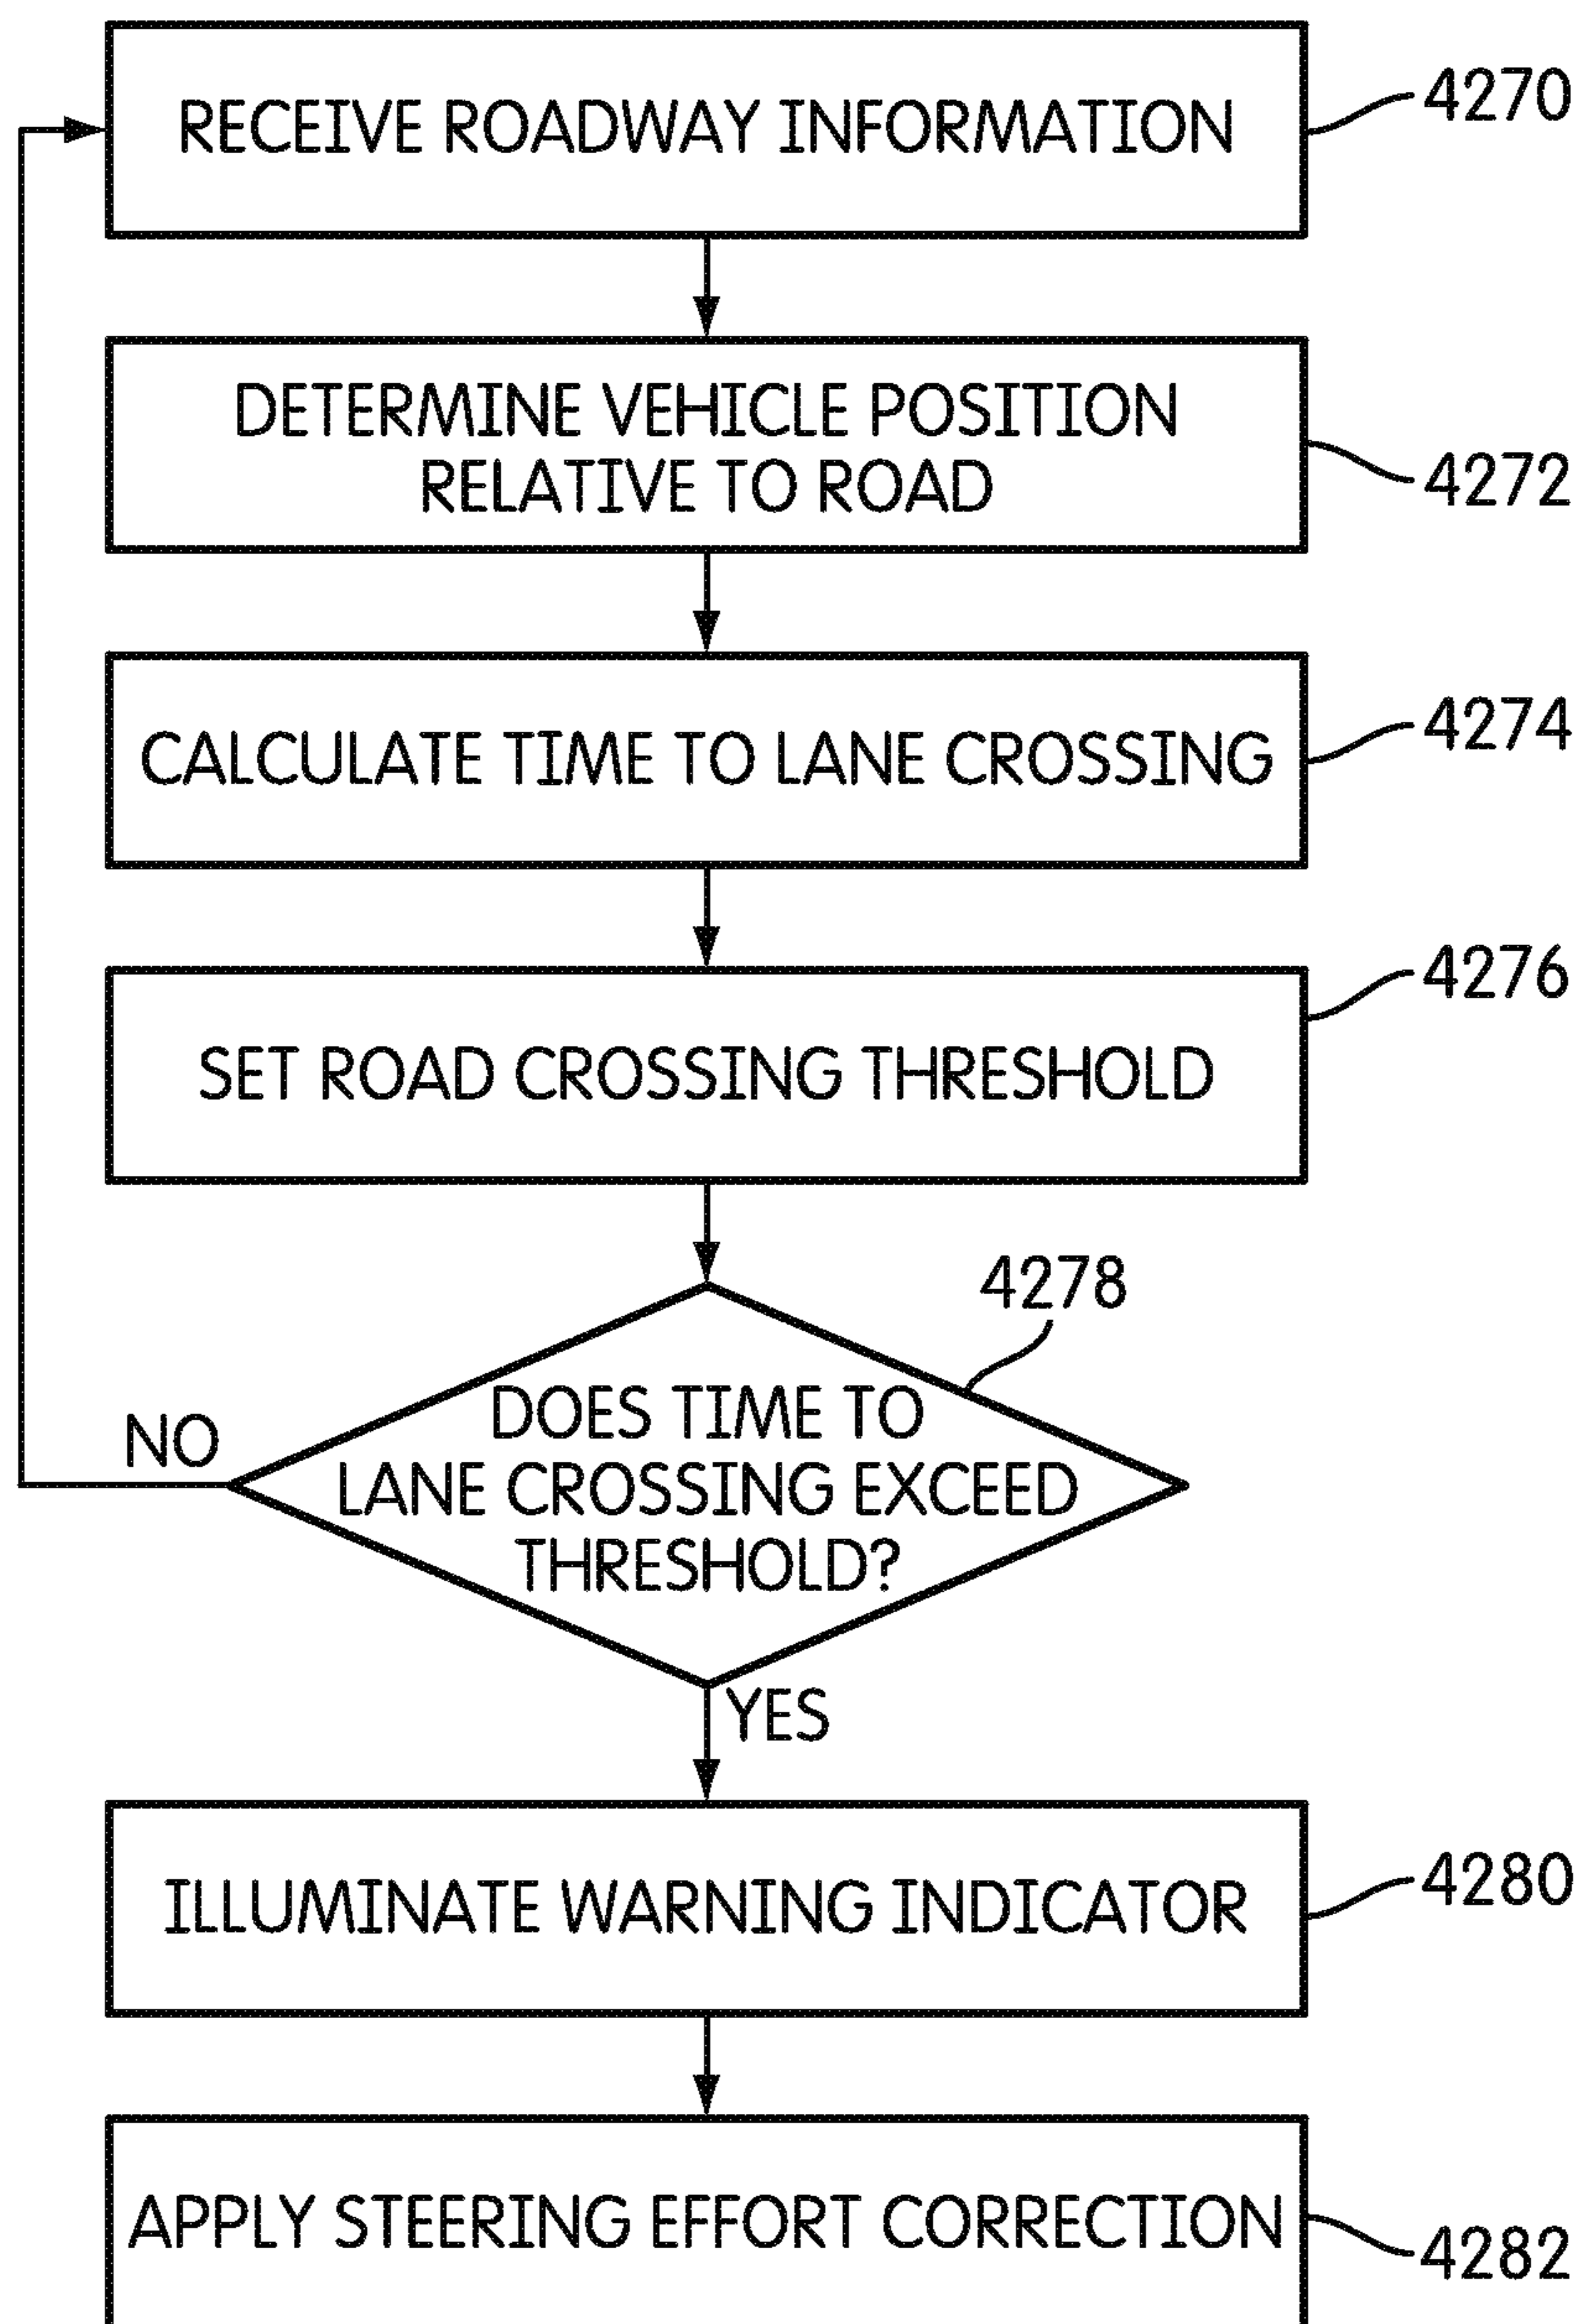 RECEIVE ROADWAY INFORMATION
4270
DETERMINE VEHICLE POSITION
RELATIVE TO ROAD
4272
CALCULATE TIME TO LANE CROSSING
4274
SET ROAD CROSSING THRESHOLD
4276
4278
DOES TIME TO
LANE CROSSING EXCEED
THRESHOLD?
NO
YES
ILLUMINATE WARNING INDICATOR
4280
APPLY STEERING EFFORT CORRECTION
4282